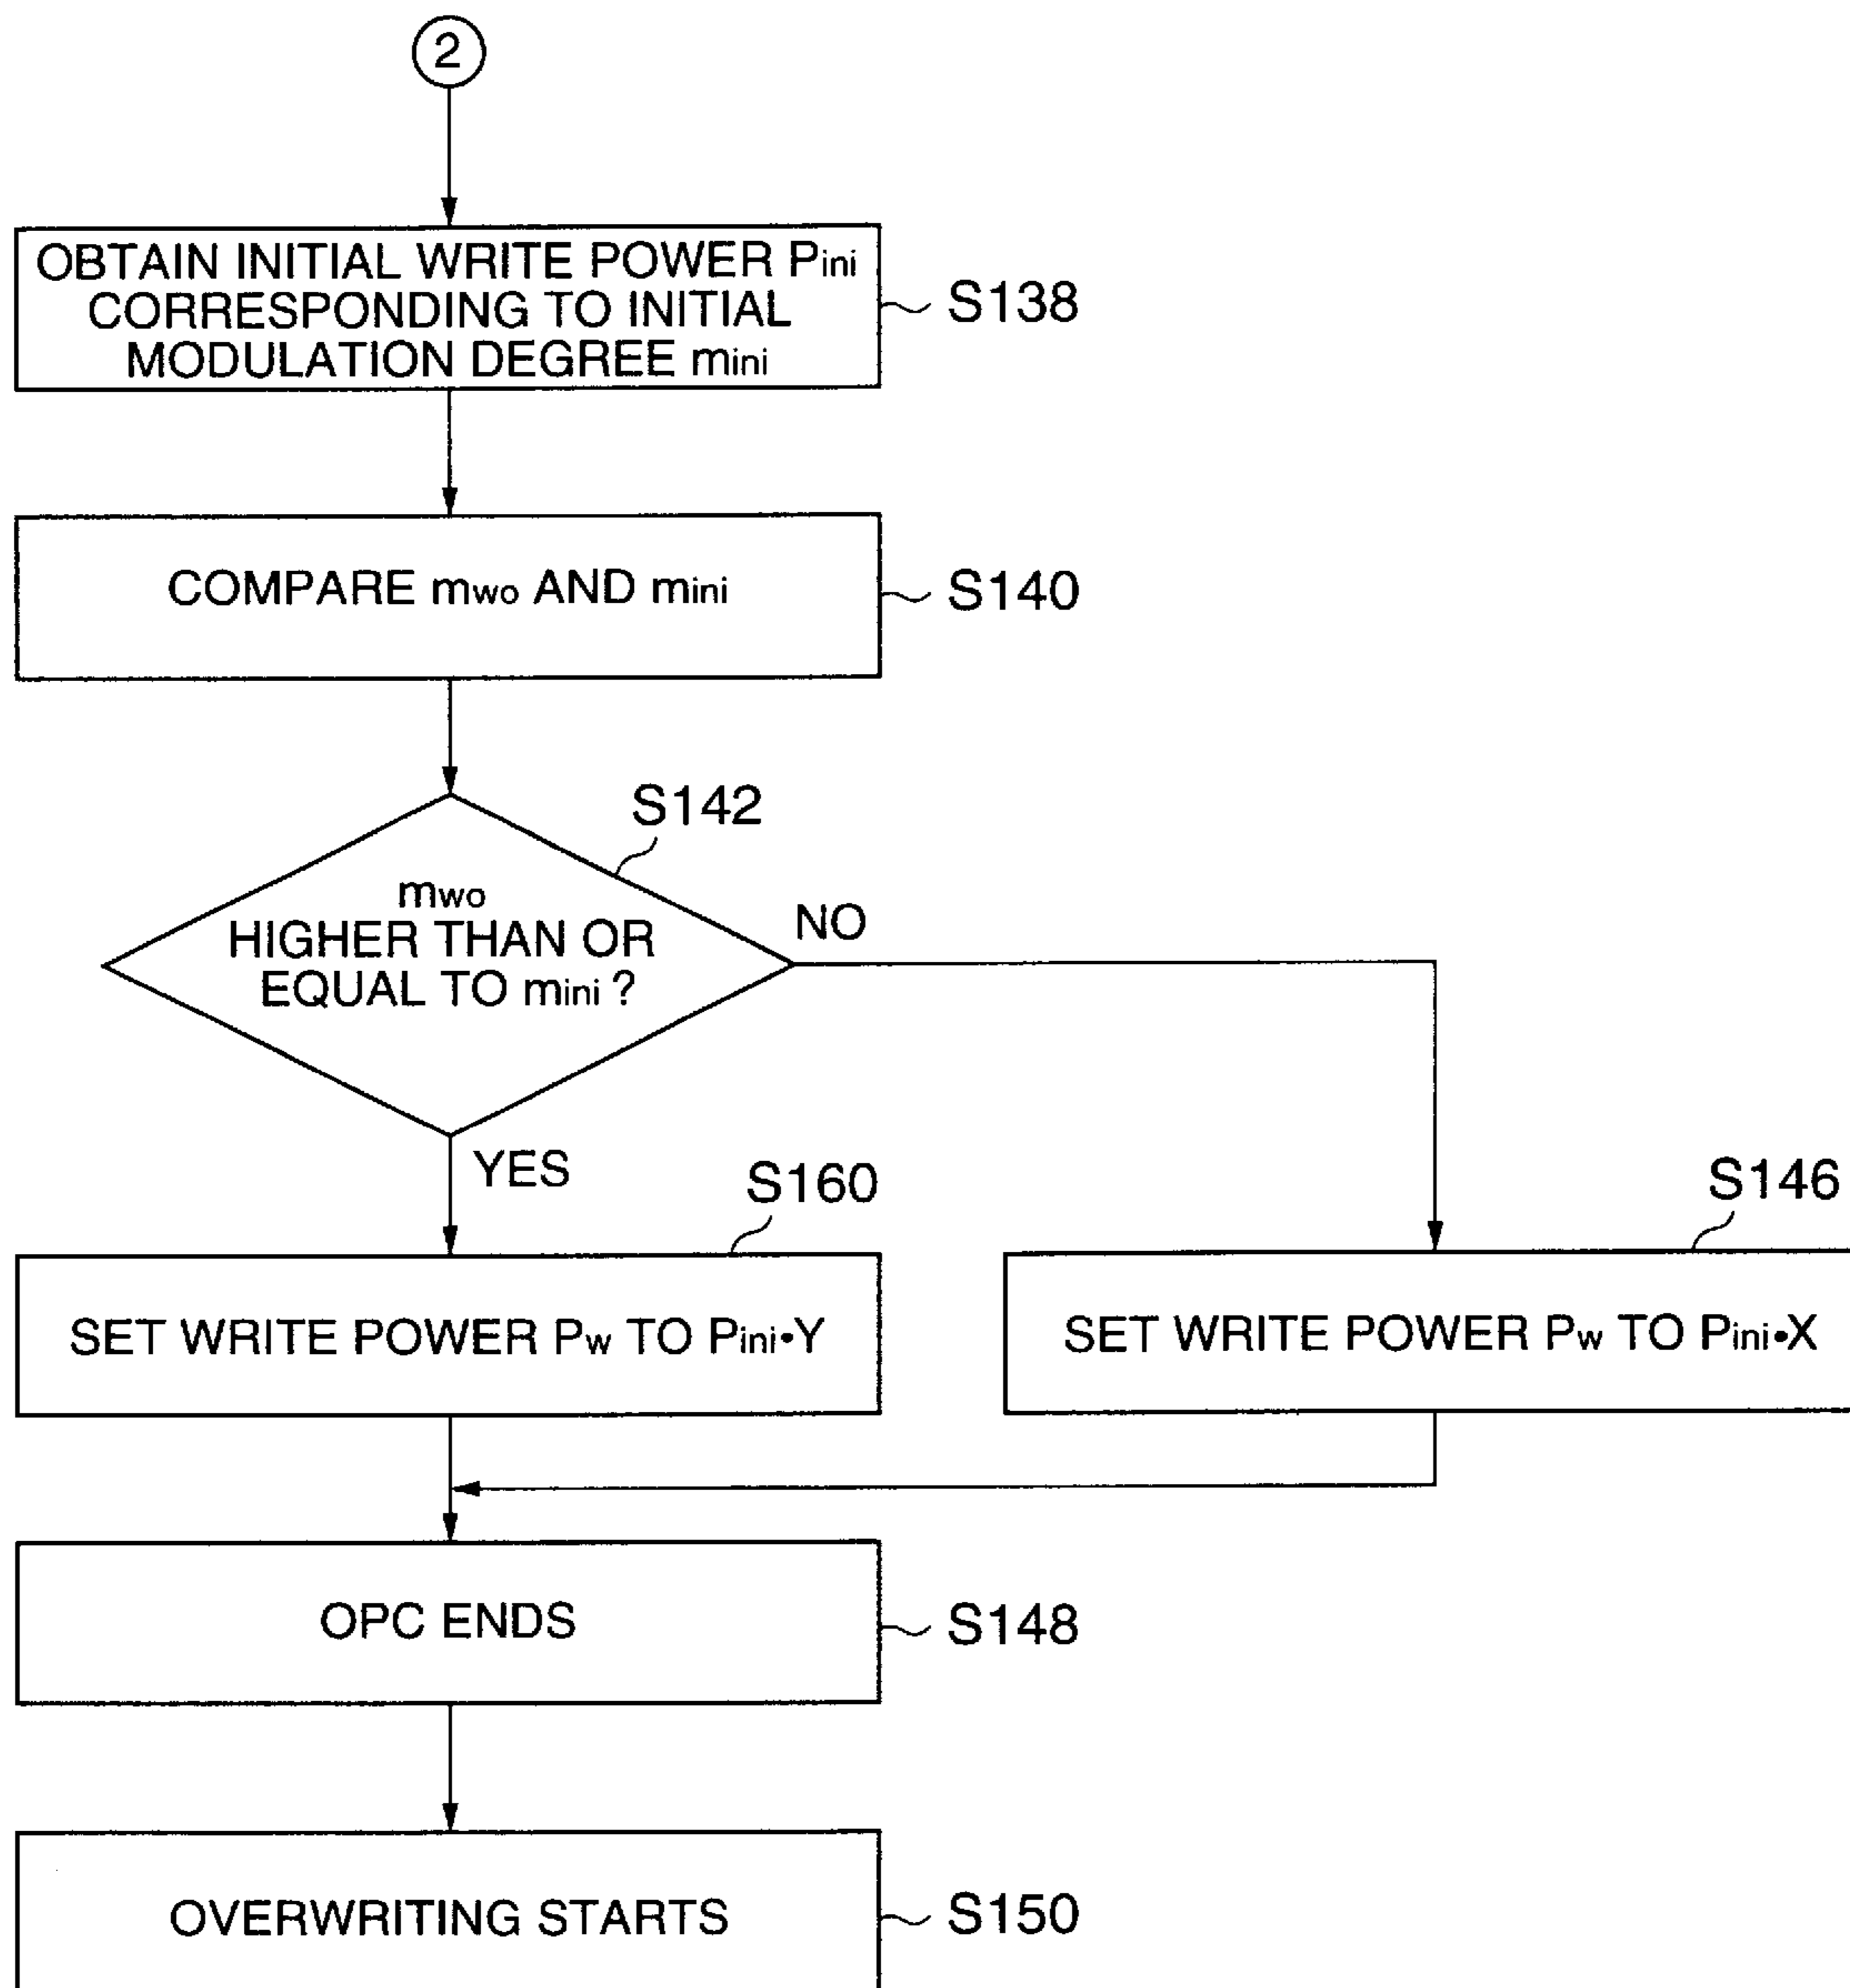 2
OBTAIN INITIAL WRITE POWER Pini
CORRESPONDING TO INITIAL
MODULATION DEGREE mini
S138
COMPARE mwo AND mini
S140
S142
mwo
HIGHER THAN OR
EQUAL TO mini ?
NO
YES
S160
S146
SET WRITE POWER Pw TO Pini•Y
SET WRITE POWER Pw TO Pini•X
OPC ENDS
S148
OVERWRITING STARTS
S150